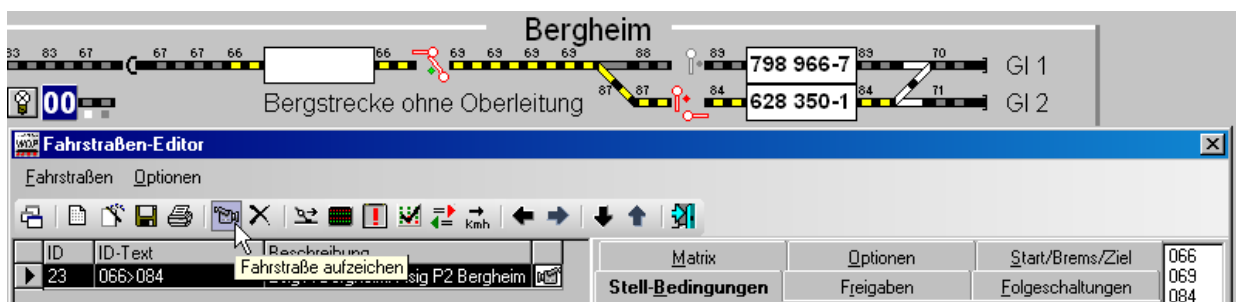 Bergheim
83 83 67 67 67 66 66 69 69 69 69 88 89 798 966-7 89 70 Gl 1
00 Bergstrecke ohne Oberleitung 87 87 84 628 350-1 84 71 Gl 2
Fahrstraßen-Editor
Fahrstraßen Optionen
Kmh
ID ID-Text Beschreibung
23 066>084 P2 Bergheim
Fahrstraße aufzeichen
Matrix Optionen Start/Brems/Ziel
Stell-Bedingungen Freigaben Folgeschaltungen
066
069
084